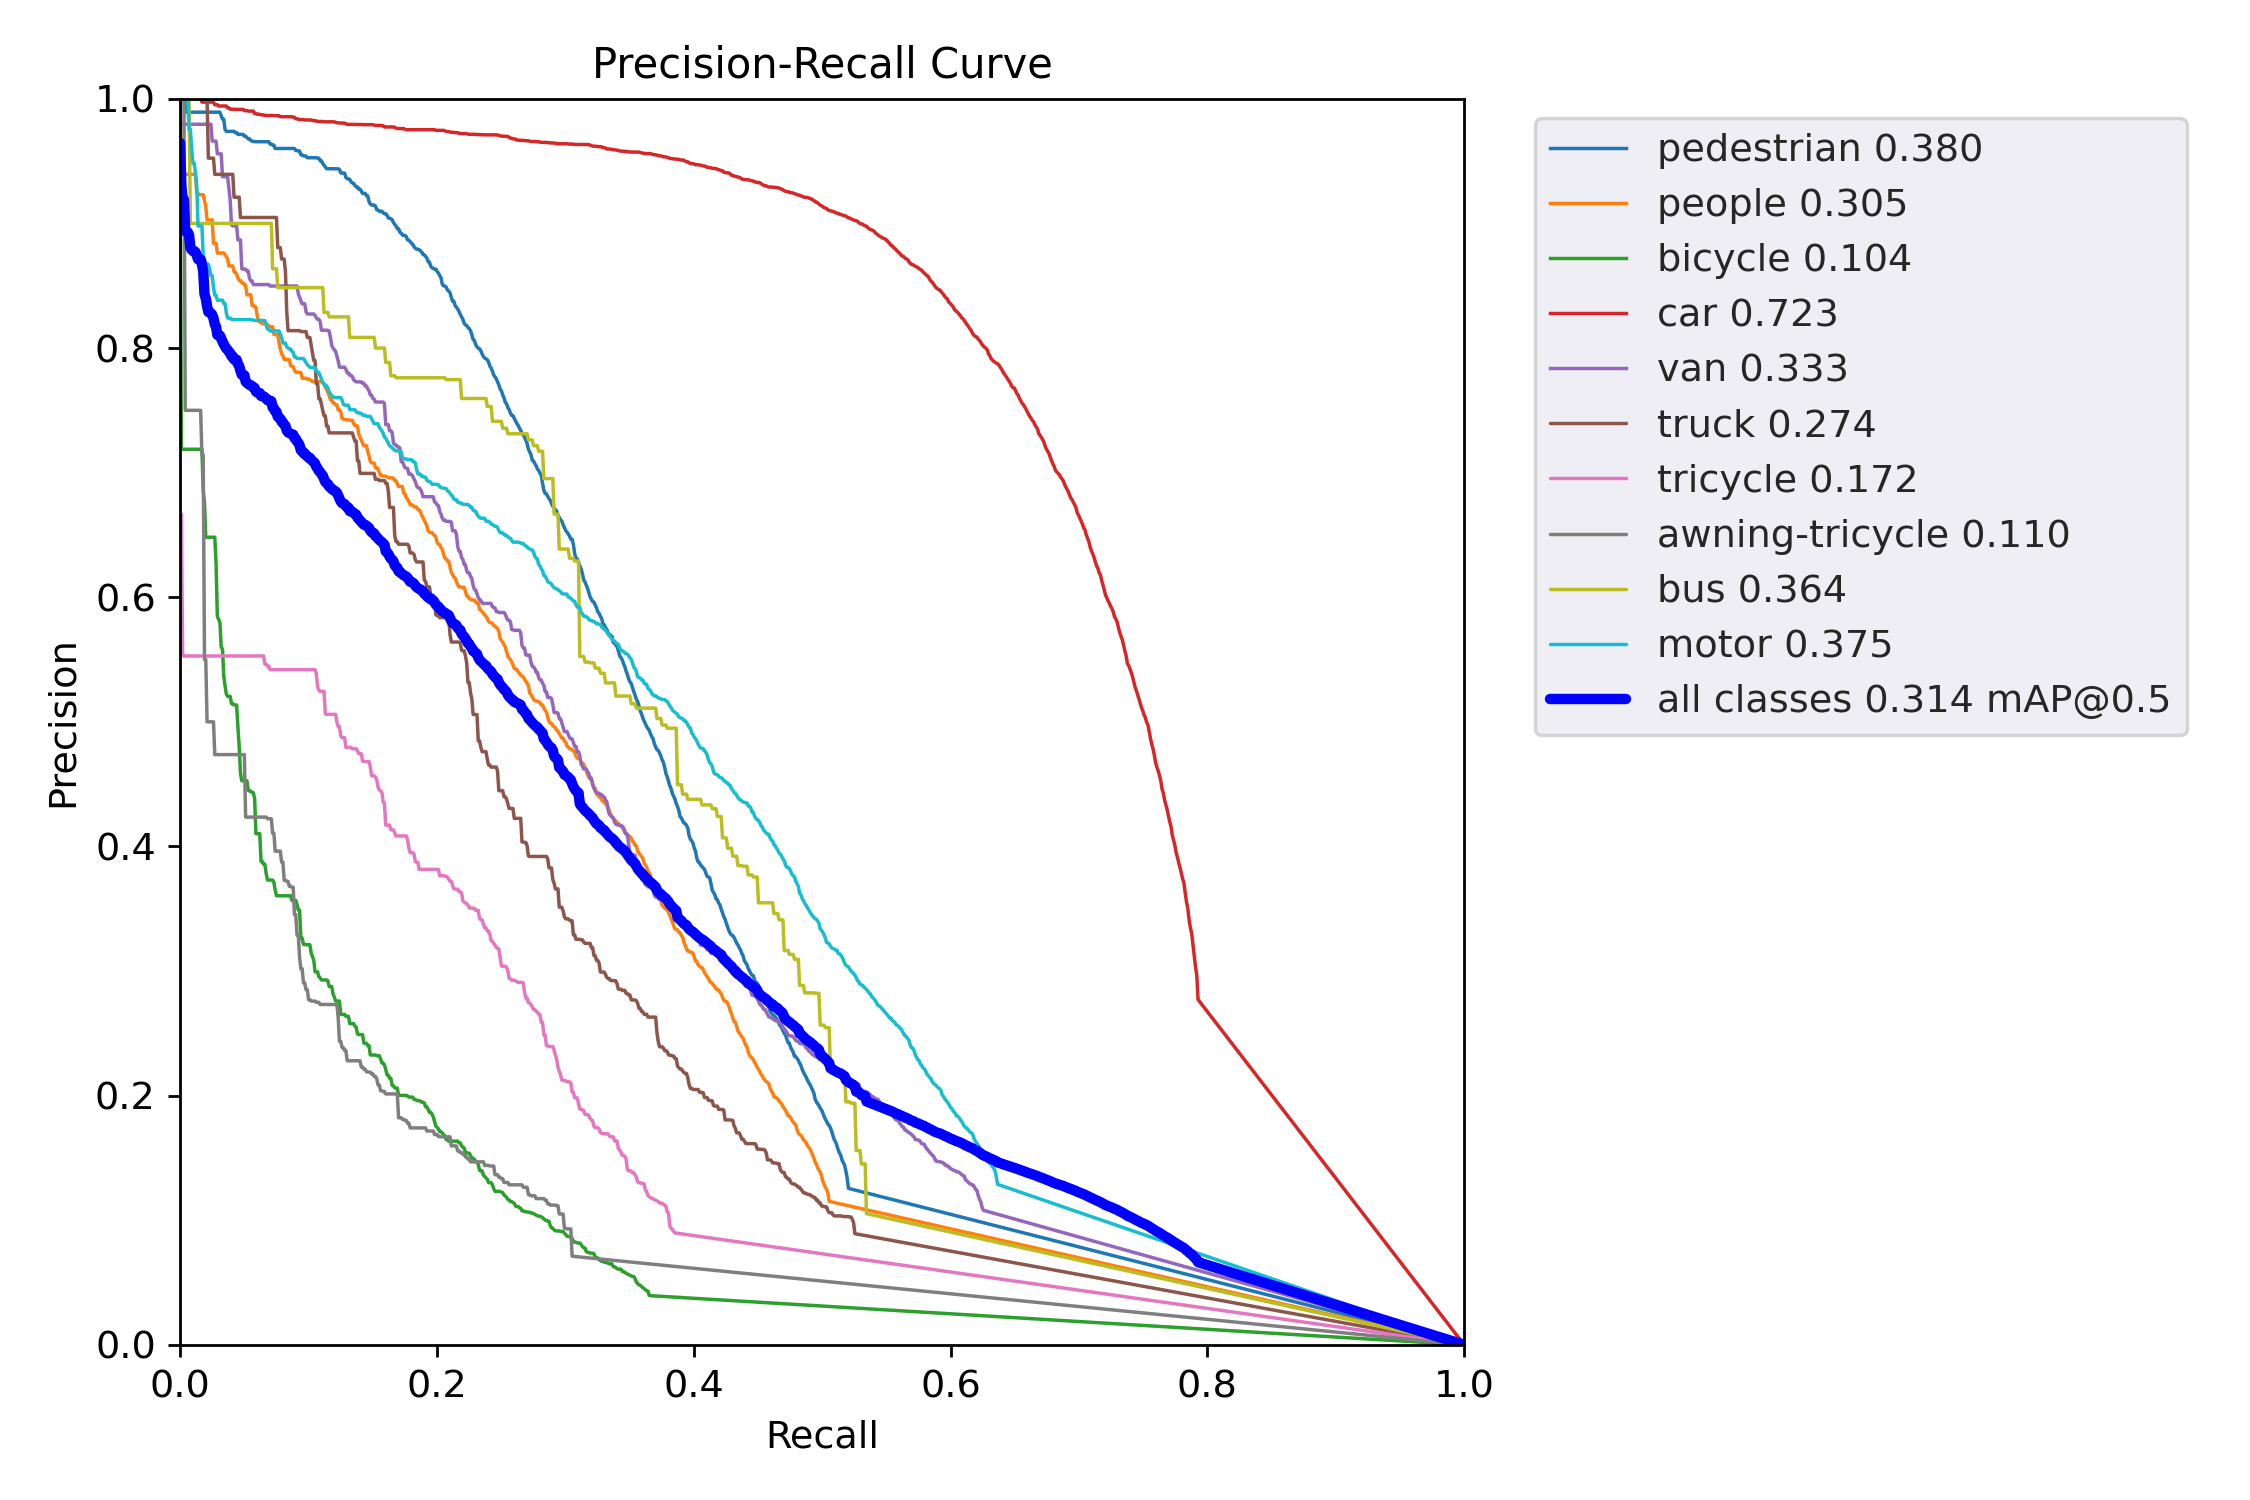 Precision-Recall Curve
1.0
0.8
0.6
0.4
0.2
0.0
Precision
0.0 0.2 0.4 0.6 0.8 1.0
Recall
pedestrian 0.380
people 0.305
bicycle 0.104
car 0.723
van 0.333
truck 0.274
tricycle 0.172
awning-tricycle 0.110
bus 0.364
motor 0.375
all classes 0.314 mAP@0.5